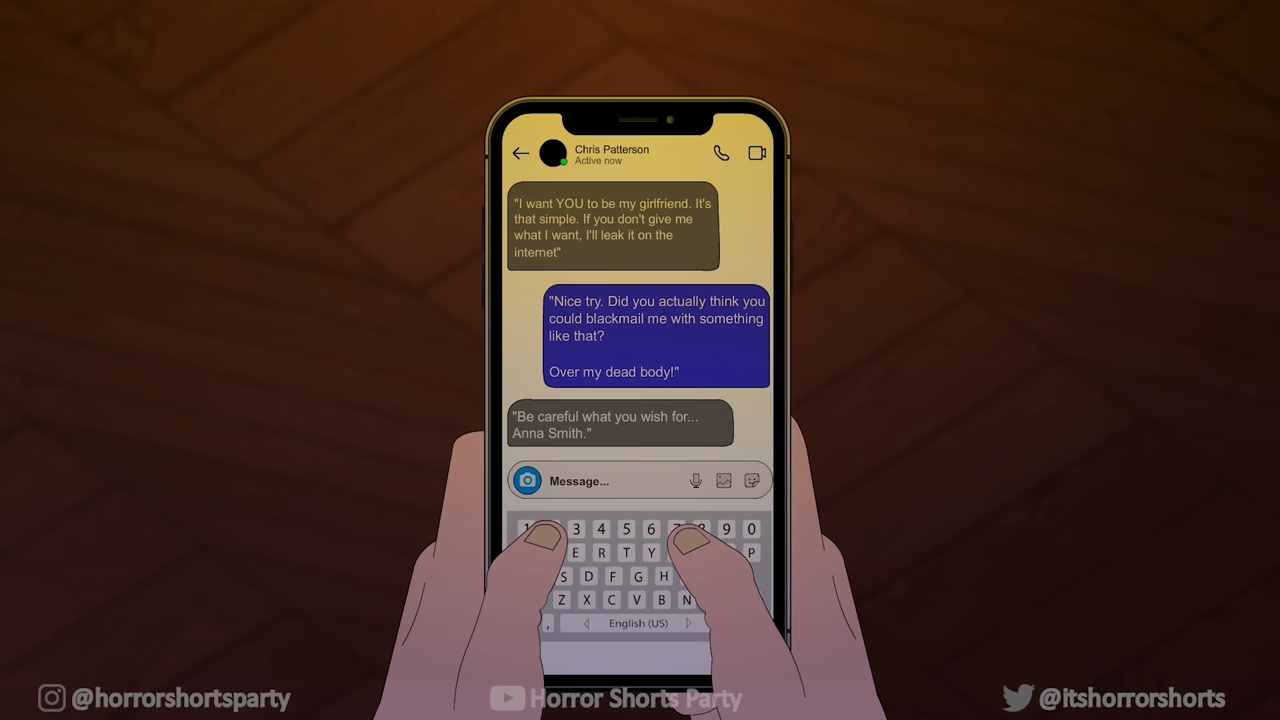 Chris Patterson
Active now
"I want YOU to be my girlfriend. It's
that simple. If you don't give me
what I want, I'll leak it on the
internet"
"Nice try. Did you actually think you
could blackmail me with something
like that?
Over my dead body!"
"Be careful what you wish for...
Anna Smith."
Message...
1 3 4 5 6 7 8 9 0
E R T Y P
S D F G H
Z X C V B N
, English (US)
@horrorshortsparty
Horror Shorts Party
@itshorrorshorts